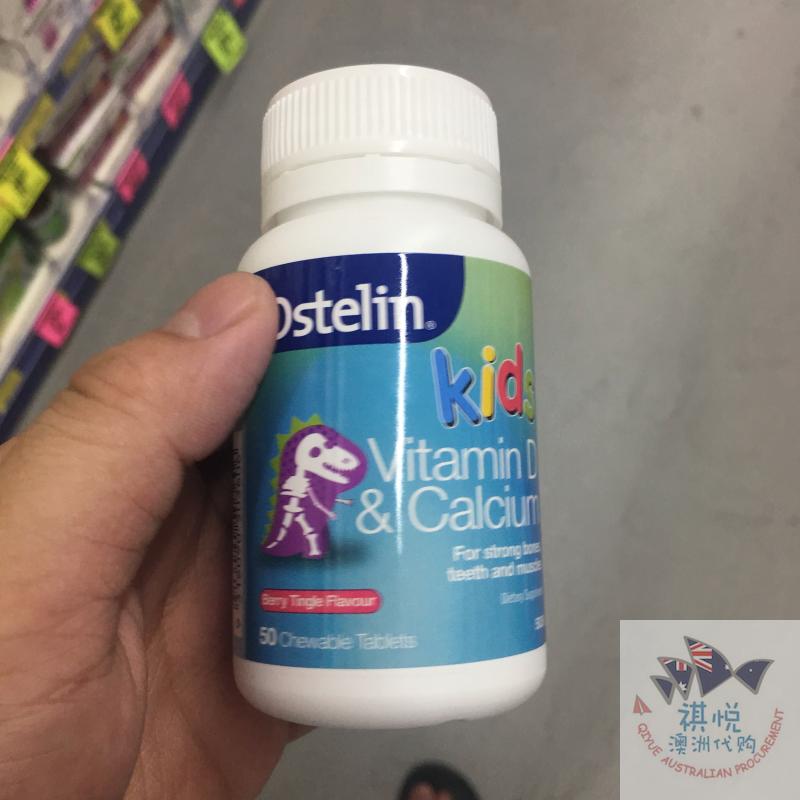 Ostelin®
kids
Vitamin D
& Calcium
For strong bones
teeth and muscles
Dietary Supplement
Berry Tingle Flavour
50 Chewable Tablets
祺悦
澳洲代购
QIYUE AUSTRALIAN PROCUREMENT